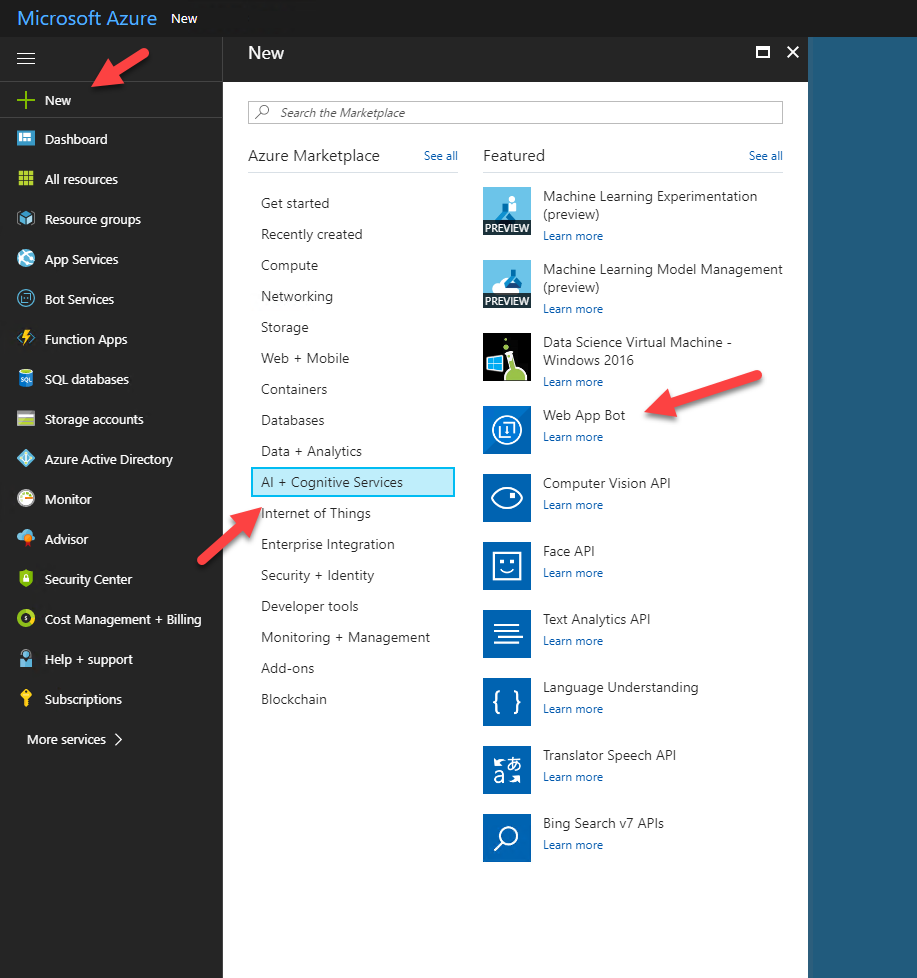 Microsoft Azure New
New
New
Dashboard
All resources
Resource groups
App Services
Bot Services
Function Apps
SQL databases
SQL
Storage accounts
Azure Active Directory
Monitor
Advisor
Security Center
Cost Management + Billing
Help + support
Subscriptions
More services
Search the Marketplace
Azure Marketplace See all
Get started
Recently created
Compute
Networking
Storage
Web + Mobile
Containers
Databases
Data + Analytics
AI + Cognitive Services
Internet of Things
Enterprise Integration
Security + Identity
Developer tools
Monitoring + Management
Add-ons
Blockchain
Featured See all
Machine Learning Experimentation
(preview)
PREVIEW
Learn more
Machine Learning Model Management
(preview)
PREVIEW
Learn more
Data Science Virtual Machine -
Windows 2016
Learn more
Web App Bot
Learn more
Computer Vision API
Learn more
Face API
Learn more
Text Analytics API
Learn more
{ }
Language Understanding
Learn more
a あ
Translator Speech API
Learn more
Bing Search v7 APIs
Learn more